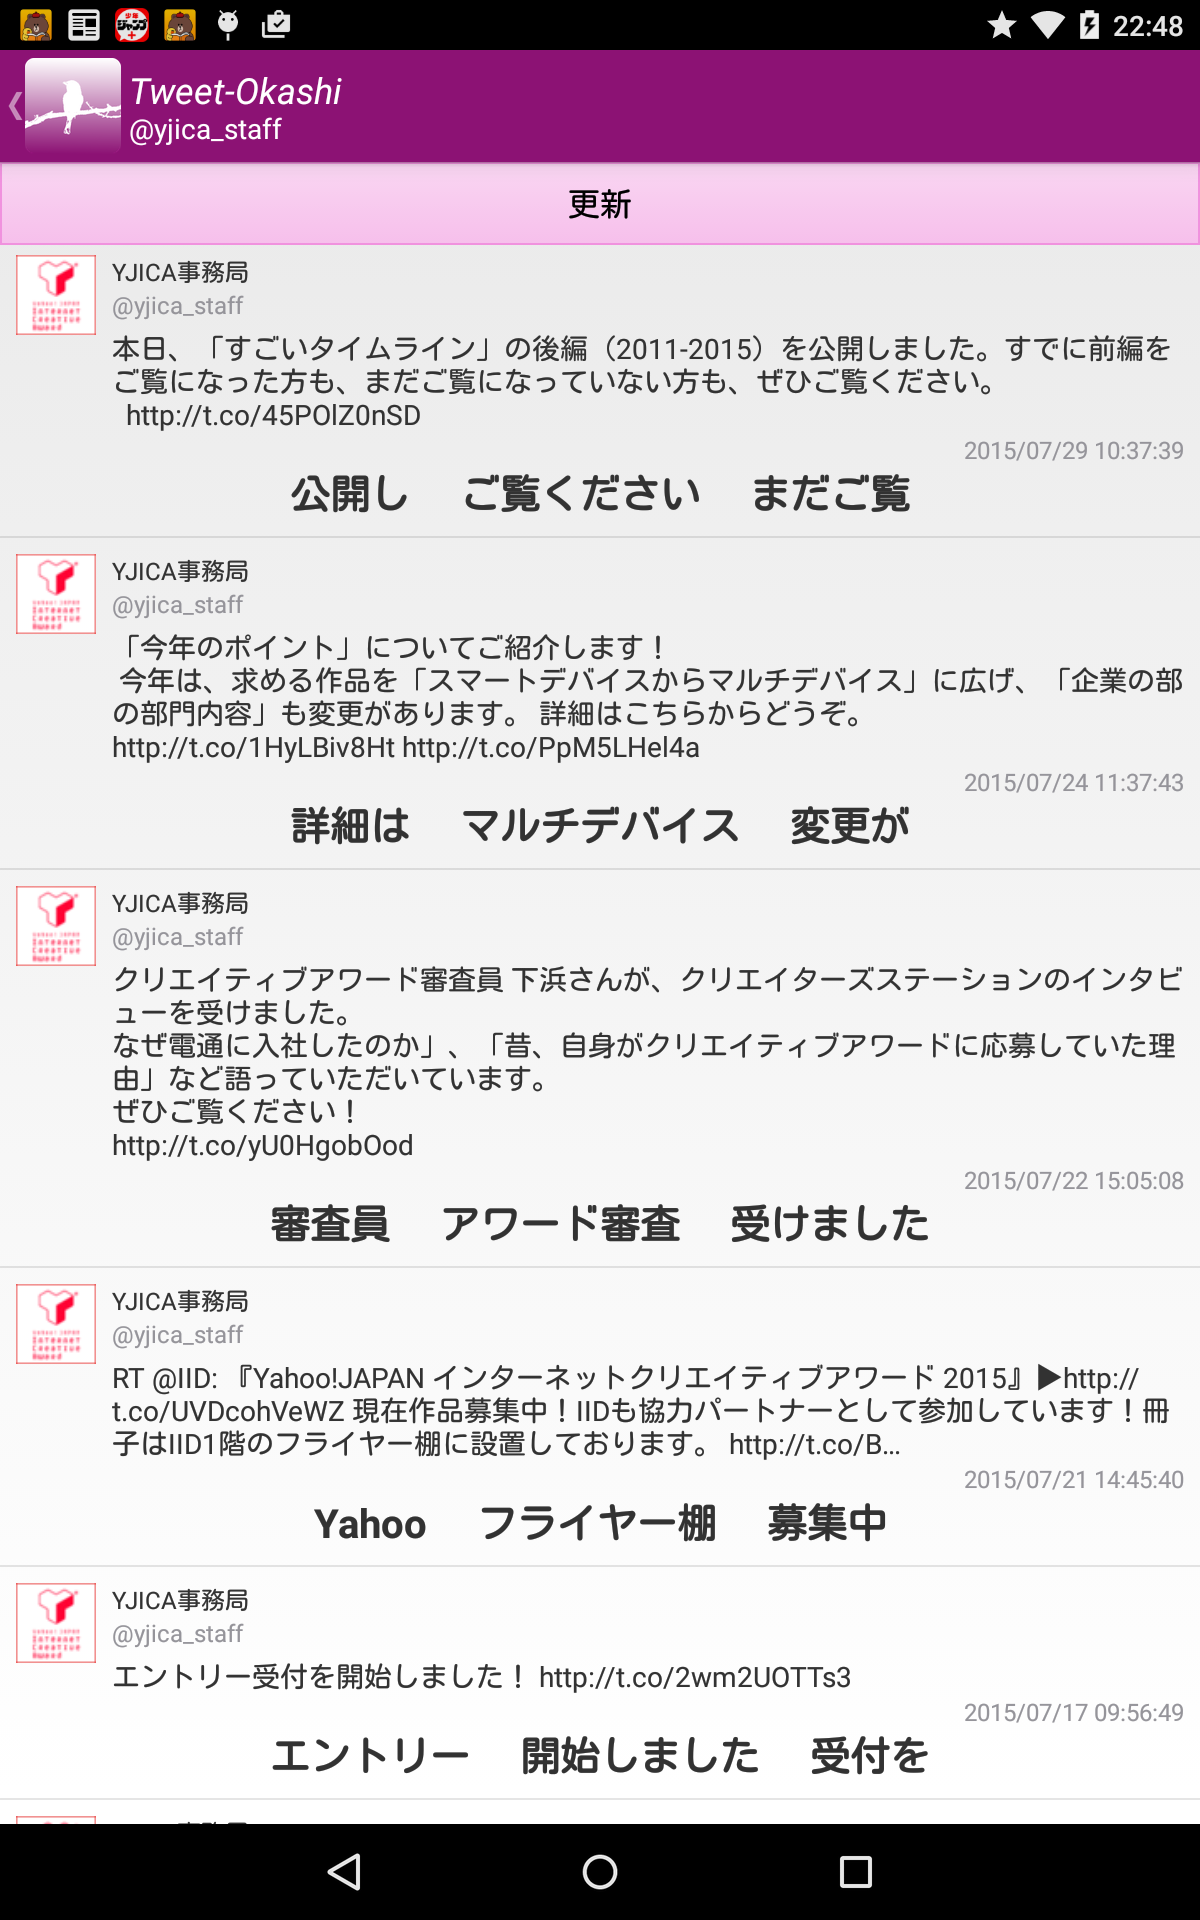 22:48
Tweet-Okashi
@yjica_staff
更新
YJICA事務局
@yjica_staff
本日、「すごいタイムライン」の後編（2011-2015）を公開しました。すでに前編を
ご覧になった方も、まだご覧になっていない方も、ぜひご覧ください。
http://t.co/45POlZ0nSD
2015/07/29 10:37:39
公開し ご覧ください まだご覧
YJICA事務局
@yjica_staff
「今年のポイント」についてご紹介します！
今年は、求める作品を「スマートデバイスからマルチデバイス」に広げ、「企業の部
の部門内容」も変更があります。 詳細はこちらからどうぞ。
http://t.co/1HyLBiv8Ht http://t.co/PpM5LHel4a
2015/07/24 11:37:43
詳細は マルチデバイス 変更が
YJICA事務局
@yjica_staff
クリエイティブアワード審査員 下浜さんが、クリエイターズステーションのインタビ
ューを受けました。
なぜ電通に入社したのか」、「昔、自身がクリエイティブアワードに応募していた理
由」など語っていただいています。
ぜひご覧ください！
http://t.co/yU0HgobOod
2015/07/22 15:05:08
審査員 アワード審査 受けました
YJICA事務局
@yjica_staff
RT @IID: 『Yahoo!JAPAN インターネットクリエイティブアワード 2015』▶http://
t.co/UVDcohVeWZ 現在作品募集中！IIDも協力パートナーとして参加しています！冊
子はIID1階のフライヤー棚に設置しております。 http://t.co/B…
2015/07/21 14:45:40
Yahoo フライヤー棚 募集中
YJICA事務局
@yjica_staff
エントリー受付を開始しました！ http://t.co/2wm2UOTTs3
2015/07/17 09:56:49
エントリー 開始しました 受付を